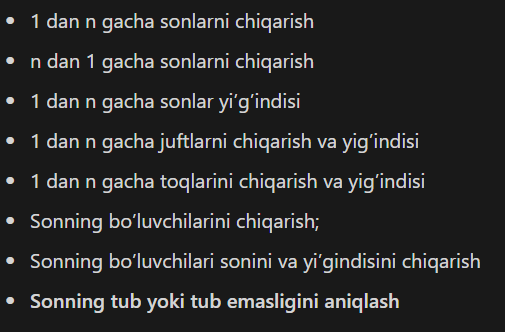 • 1 dan n gacha sonlarni chiqarish
• n dan 1 gacha sonlarni chiqarish
• 1 dan n gacha sonlar yi’g’indisi
• 1 dan n gacha juftlarni chiqarish va yig’indisi
• 1 dan n gacha toqlarini chiqarish va yig’indisi
• Sonning bo’luvchilarini chiqarish;
• Sonning bo’luvchilari sonini va yi’gindisini chiqarish
• Sonning tub yoki tub emasligini aniqlash